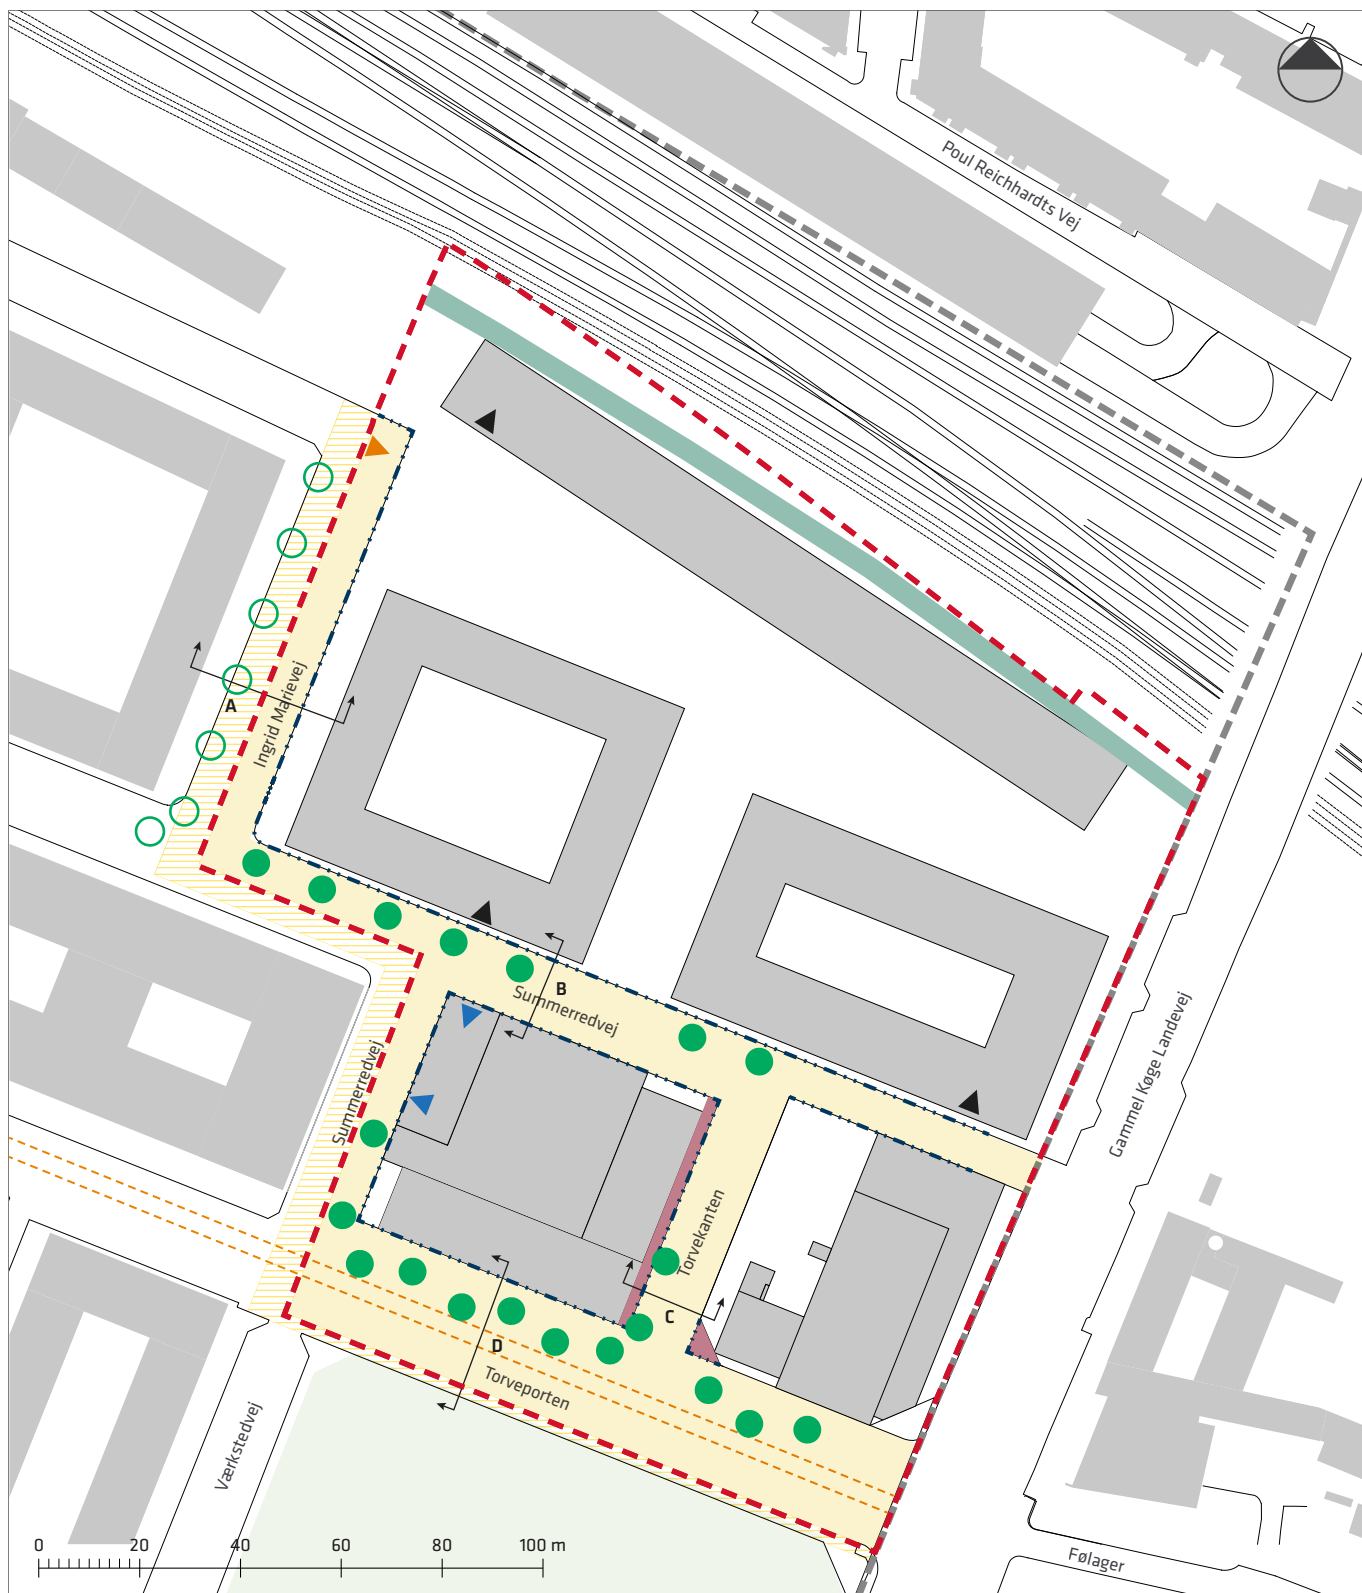 Poul Reichhardts Vej
Ingrid Marievej
A
B
Summerredvej
Summerredvej
Gammel Køge Landevej
Torvekanten
C
D
Torveporten
Værkstedvej
Følager
0 20 40 60 80 100 m